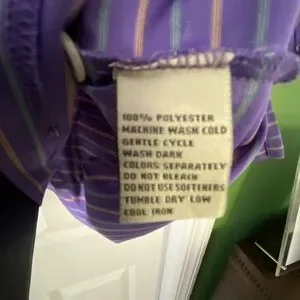 100% POLYESTER
MACHINE WASH COLD
GENTLE CYCLE
WASH DARK
COLORS SEPARATELY
DO NOT BLEACH
DO NOT USE SOFTENERS
TUMBLE DRY LOW
COOL IRON